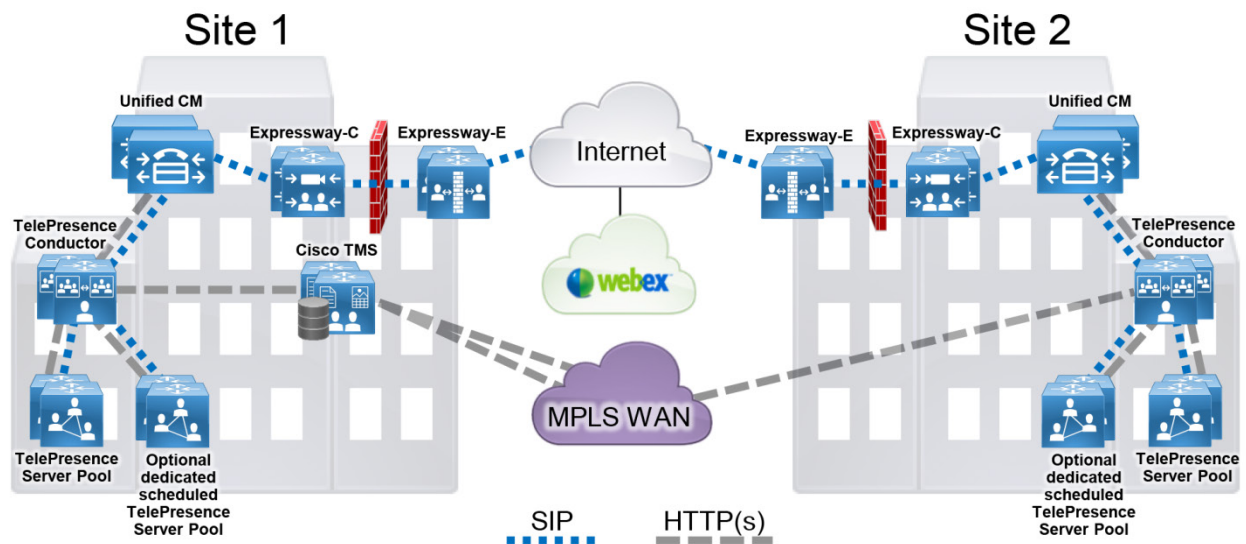 Site 1
Site 2
Unified CM
Expressway-C
Expressway-E
Internet
Expressway-E
Expressway-C
Unified CM
TelePresence
Conductor
Cisco TMS
webex
TelePresence
Conductor
MPLS WAN
TelePresence
Server Pool
Optional
dedicated
scheduled
TelePresence
Server Pool
Optional
dedicated
scheduled
TelePresence
Server Pool
TelePresence
Server Pool
SIP
HTTP(s)